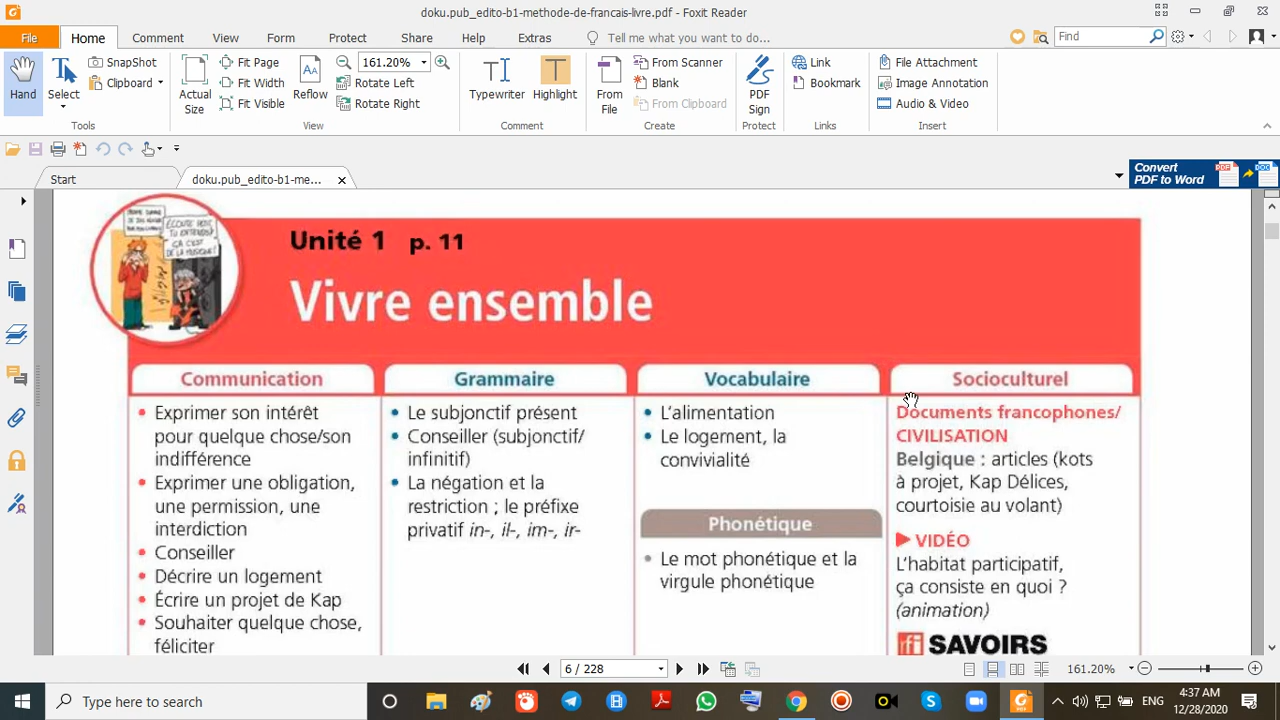 doku.pub_edito-b1-methode-de-francais-livre.pdf - Foxit Reader
File Home Comment View Form Protect Share Help Extras Tell me what you want to do... Find
Hand
Select
SnapShot
Clipboard
Tools
Actual Size
Fit Page
Fit Width
Fit Visible
Reflow
161.20%
Rotate Left
Rotate Right
View
Typewriter
Highlight
Comment
From File
From Scanner
Blank
From Clipboard
Create
PDF Sign
Protect
Link
Bookmark
Links
File Attachment
Image Annotation
Audio & Video
Insert
Start
doku.pub_edito-b1-me...
Convert
PDF to Word
ÉCOUTE
ÇA C'EST
DE LA MUSIQUE!
Unité 1 p. 11
Vivre ensemble
Communication
Exprimer son intérêt
pour quelque chose/son
indifférence
Exprimer une obligation,
une permission, une
interdiction
Conseiller
Décrire un logement
Écrire un projet de Kap
Souhaiter quelque chose,
féliciter
Grammaire
Le subjonctif présent
Conseiller (subjonctif/
infinitif)
La négation et la
restriction ; le préfixe
privatif in-, il-, im-, ir-
Vocabulaire
L'alimentation
Le logement, la
convivialité
Phonétique
Le mot phonétique et la
virgule phonétique
Socioculturel
Documents francophones/
CIVILISATION
Belgique : articles (kots
à projet, Kap Délices,
courtoisie au volant)
VIDÉO
L'habitat participatif,
ça consiste en quoi ?
(animation)
rfi SAVOIRS
6 / 228
161.20%
Type here to search
ENG
4:37 AM
12/28/2020